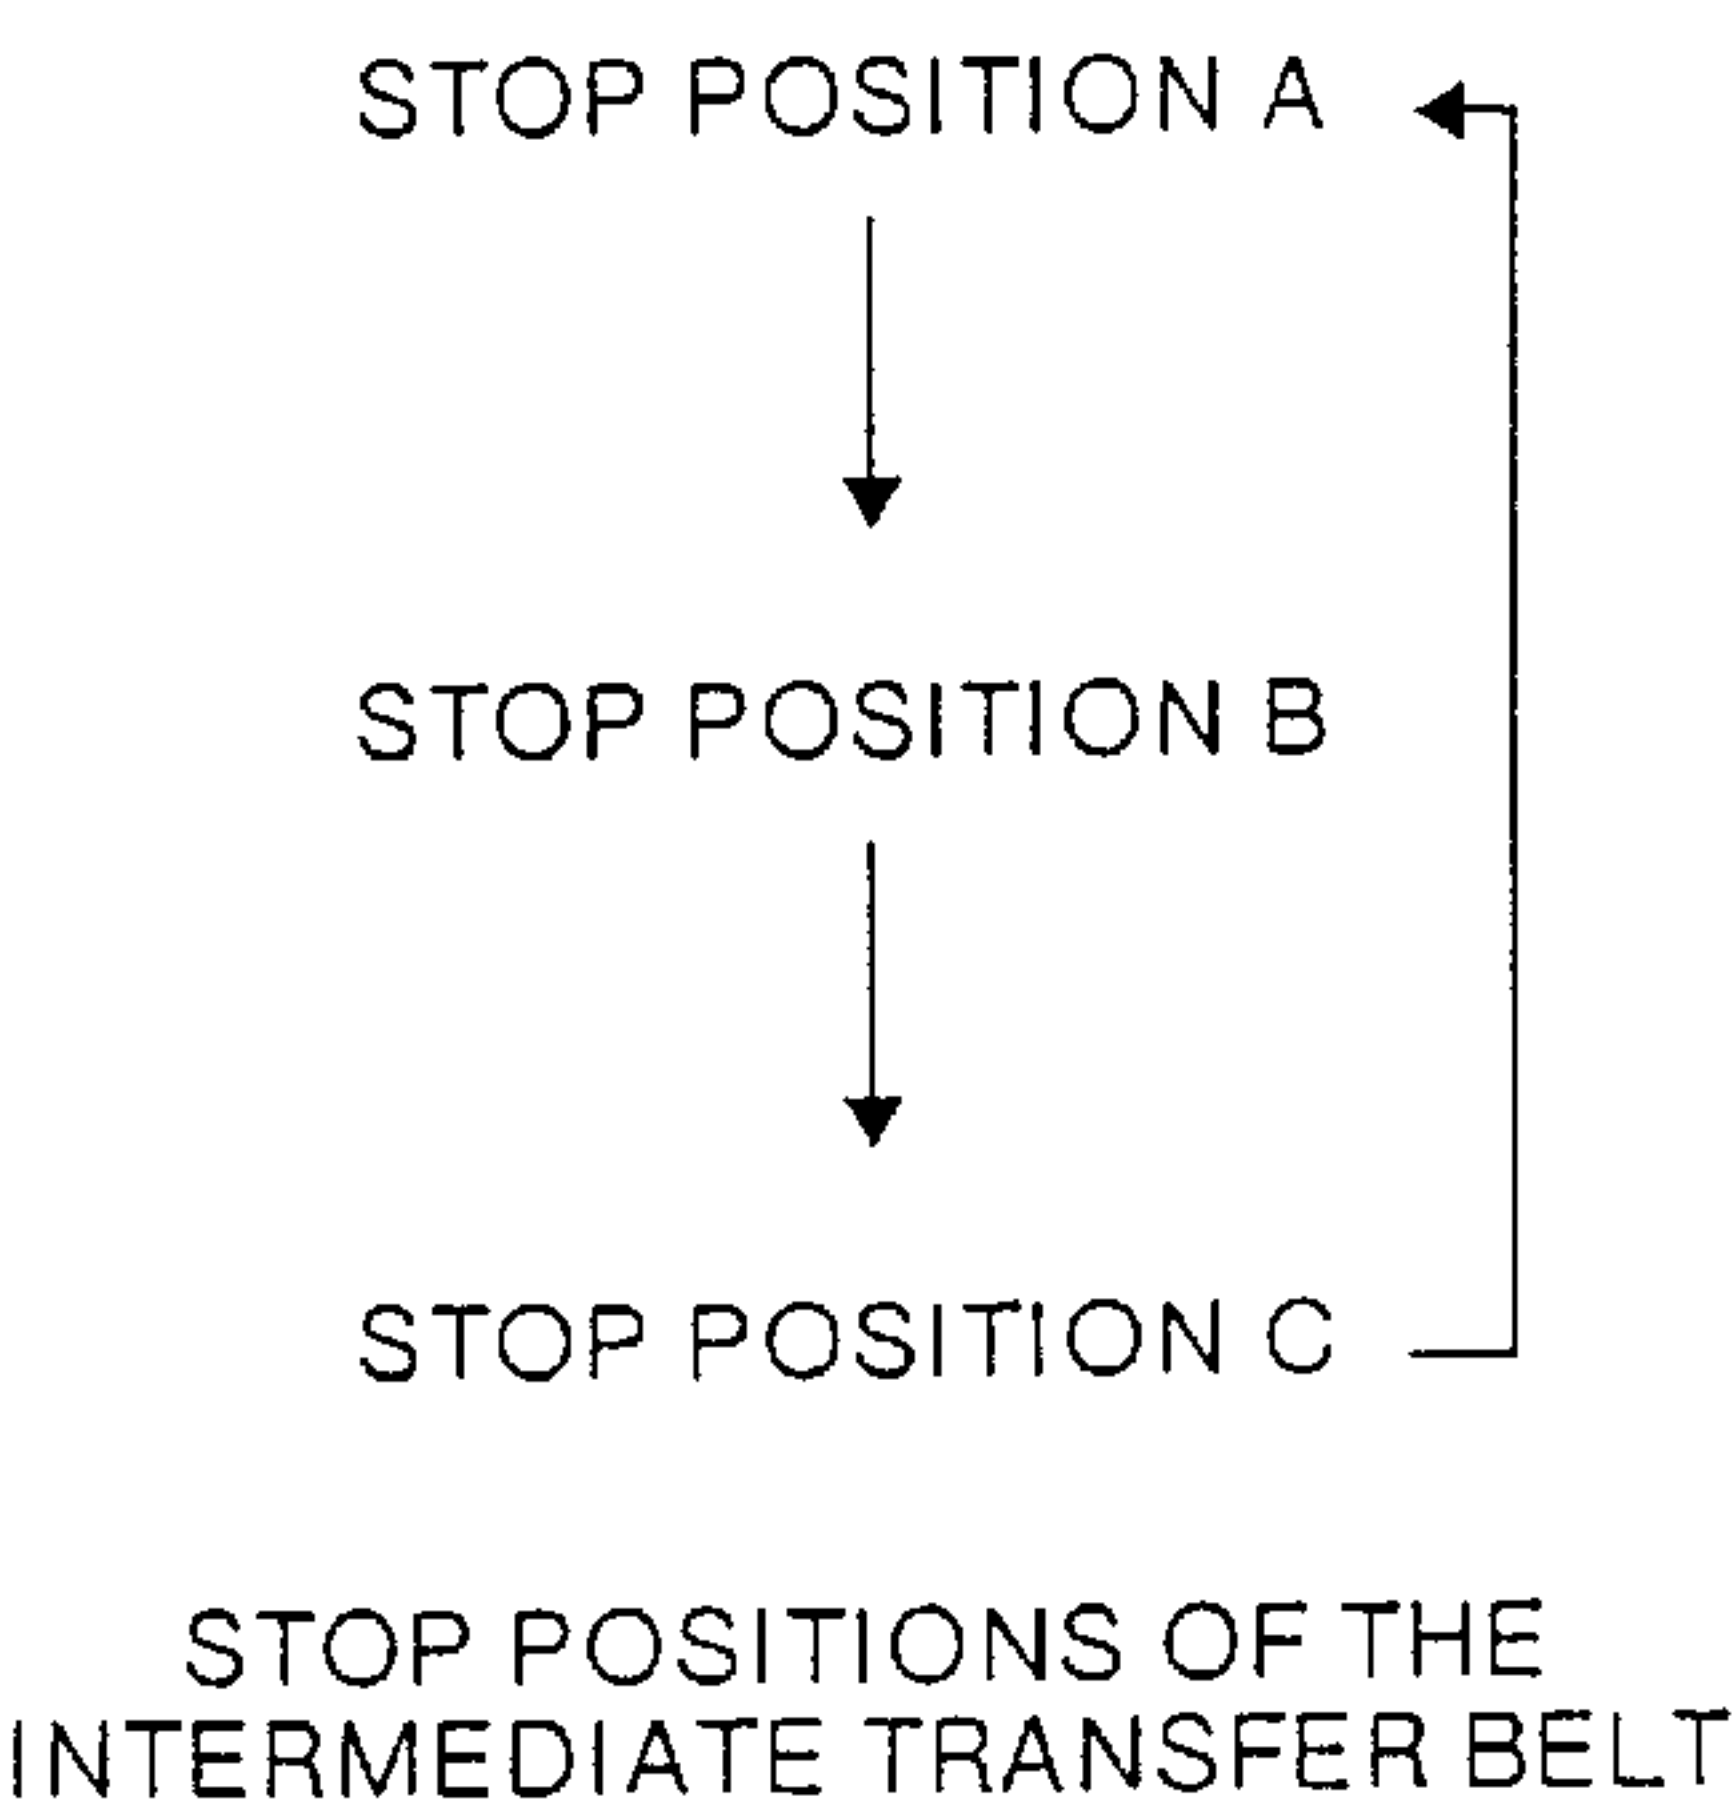 STOP POSITION A
STOP POSITION B
STOP POSITION C
STOP POSITIONS OF THE
INTERMEDIATE TRANSFER BELT